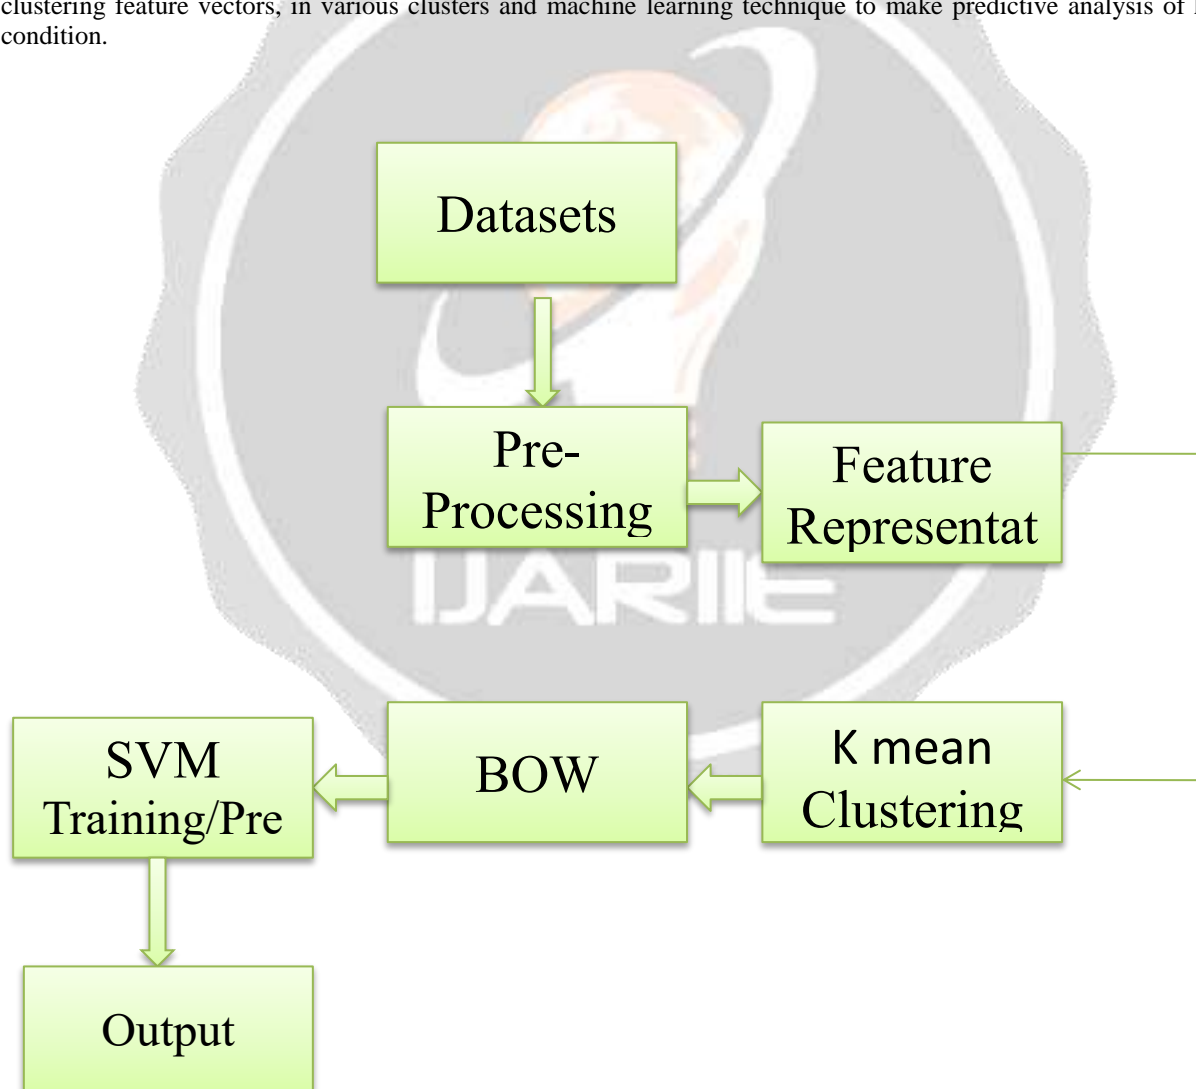 clustering feature vectors, in various clusters and machine learning technique to make predictive analysis of
condition.
Datasets
Pre-
Processing
Feature
Representat
IJARIIE
SVM
Training/Pre
BOW
K mean
Clustering
Output